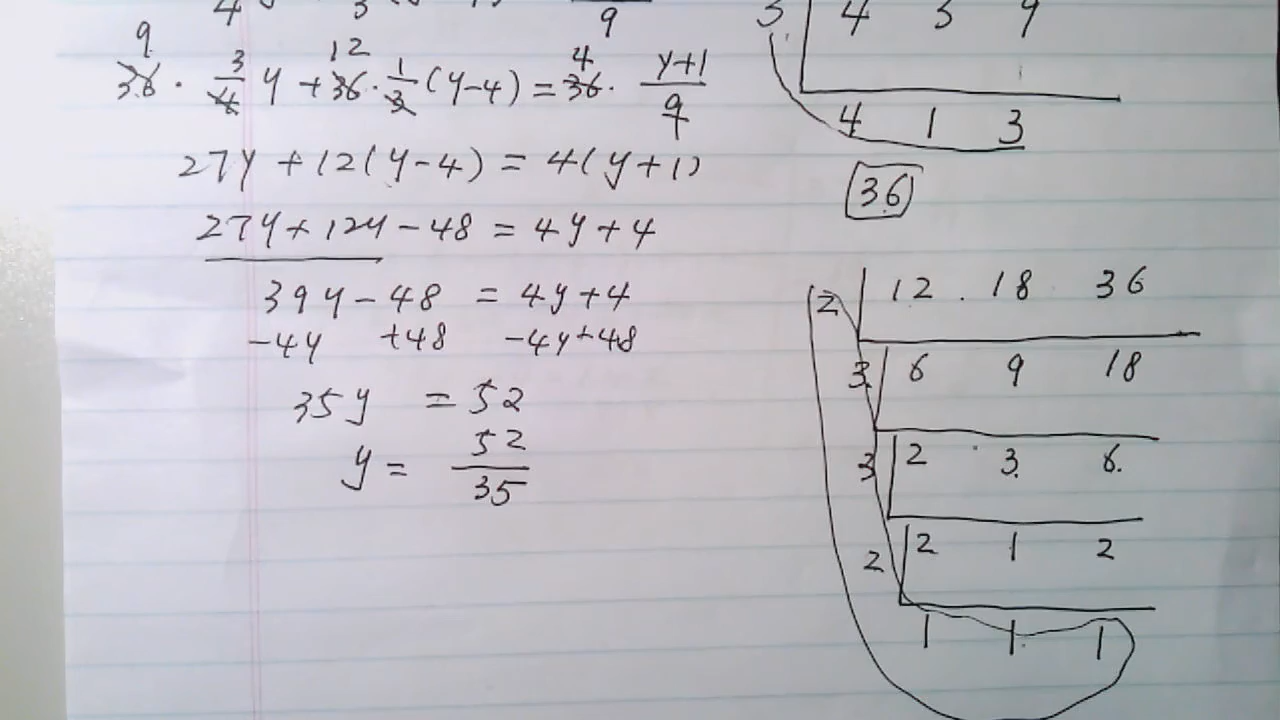 9 12 4
36 · 3/4 y + 36 · 1/3 (y-4) = 36 · y+1/9
27y + 12(y-4) = 4(y+1)
27y + 12y - 48 = 4y + 4
39y - 48 = 4y + 4
-4y +48 -4y+48
35y = 52
y = 52/35
3 4 3 9
4 1 3
36
2 12 . 18 36
3 6 9 18
3 2 3 6
2 2 1 2
1 1 1